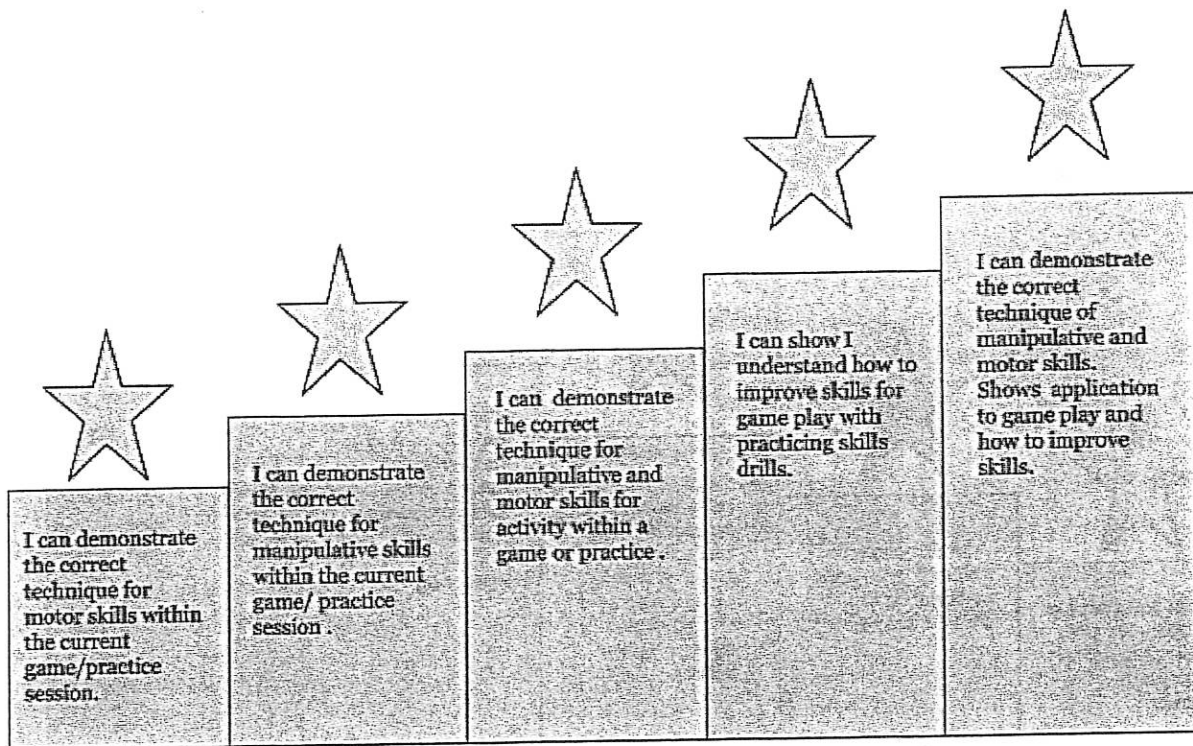 I can demonstrate
the correct
technique for
motor skills within
the current
game/practice
session.
I can demonstrate
the correct
technique for
manipulative skills
within the current
game/ practice
session .
I can demonstrate
the correct
technique for
manipulative and
motor skills for
activity within a
game or practice .
I can show I
understand how to
improve skills for
game play with
practicing skills
drills.
I can demonstrate
the correct
technique of
manipulative and
motor skills.
Shows application
to game play and
how to improve
skills.